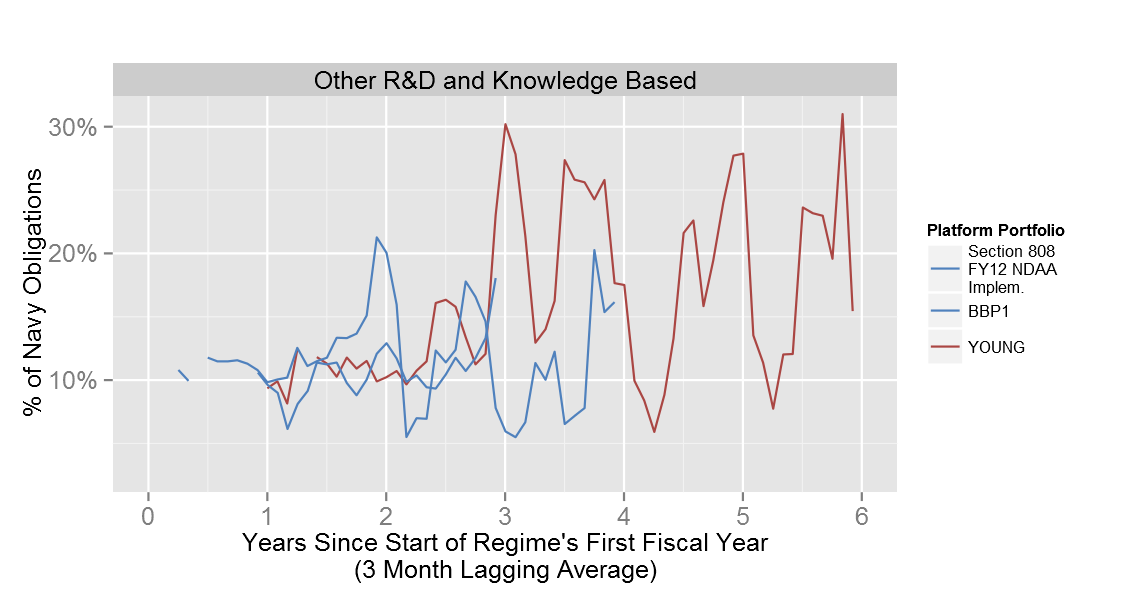 Other R&D and Knowledge Based
30%
20%
10%
% of Navy Obligations
0 1 2 3 4 5 6
Years Since Start of Regime's First Fiscal Year
(3 Month Lagging Average)
Platform Portfolio
Section 808
FY12 NDAA
Implem.
BBP1
YOUNG